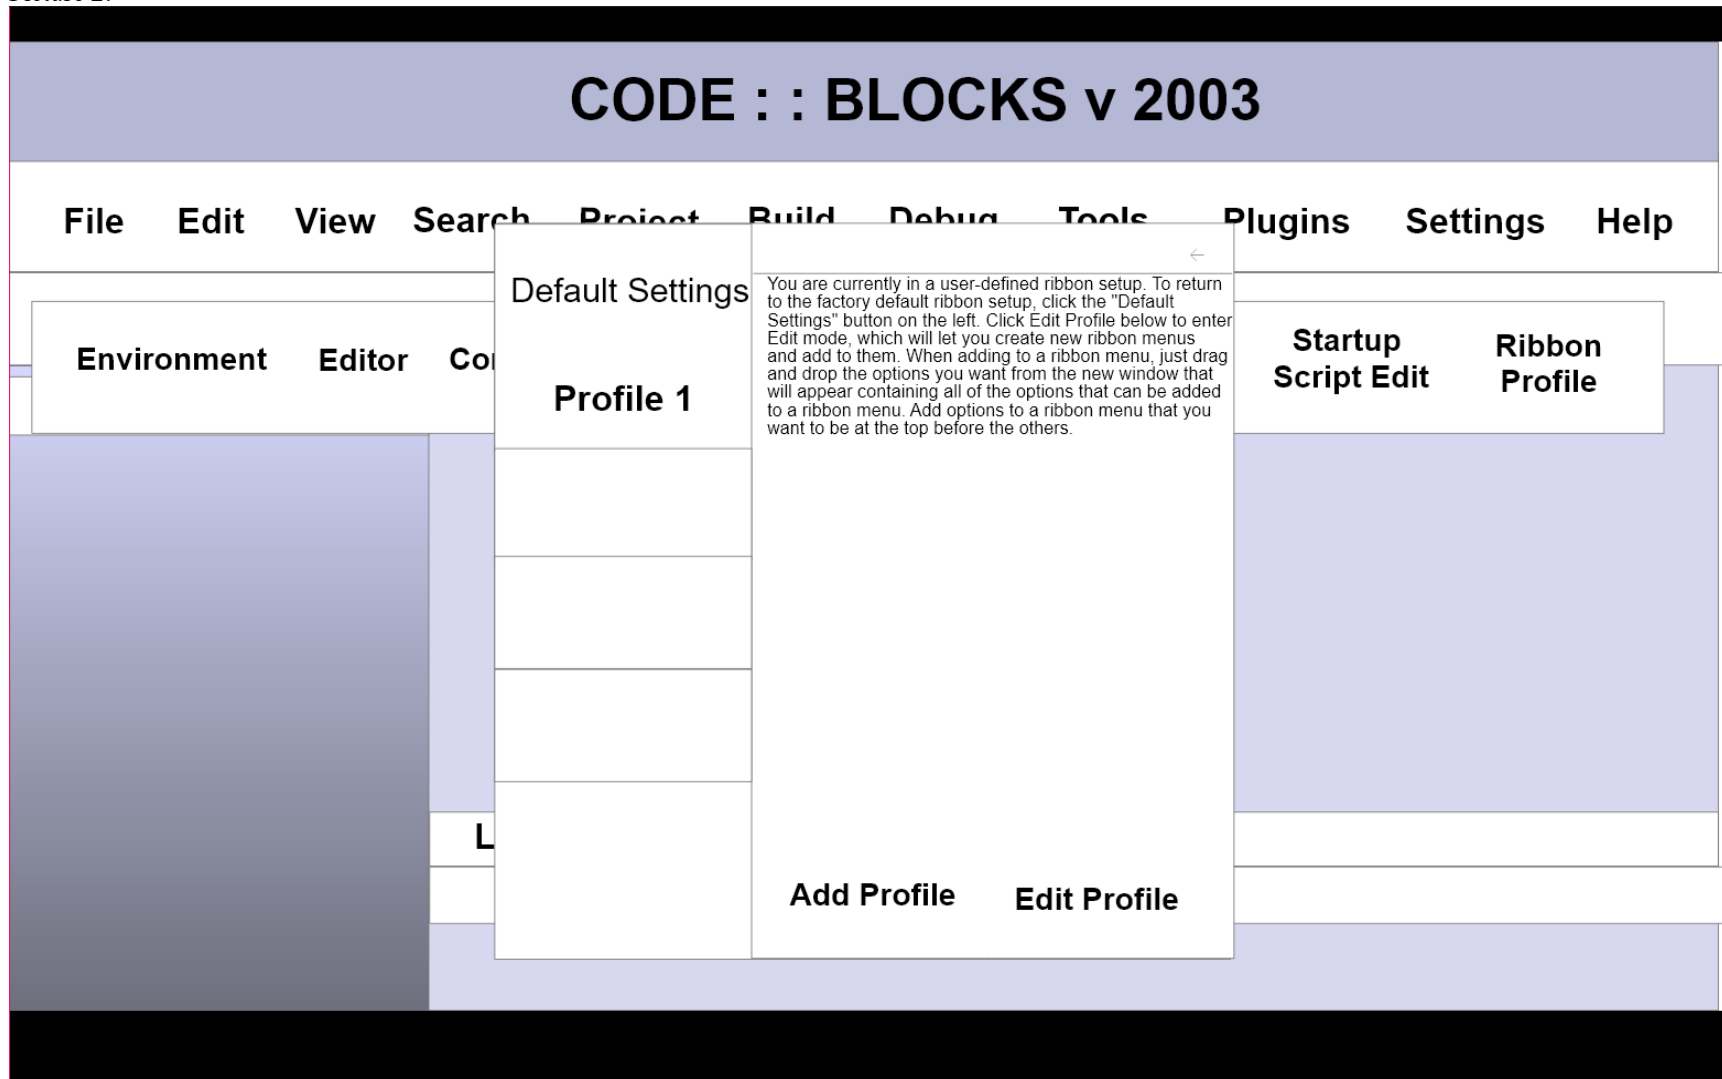 CODE : : BLOCKS v 2003
File Edit View Search Project Build Debug Tools Plugins Settings Help
Default Settings
You are currently in a user-defined ribbon setup. To return
to the factory default ribbon setup, click the "Default
Settings" button on the left. Click Edit Profile below to enter
Edit mode, which will let you create new ribbon menus
and add to them. When adding to a ribbon menu, just drag
and drop the options you want from the new window that
will appear containing all of the options that can be added
to a ribbon menu. Add options to a ribbon menu that you
want to be at the top before the others.
Environment Editor
Startup
Script Edit
Ribbon
Profile
Profile 1
Add Profile Edit Profile